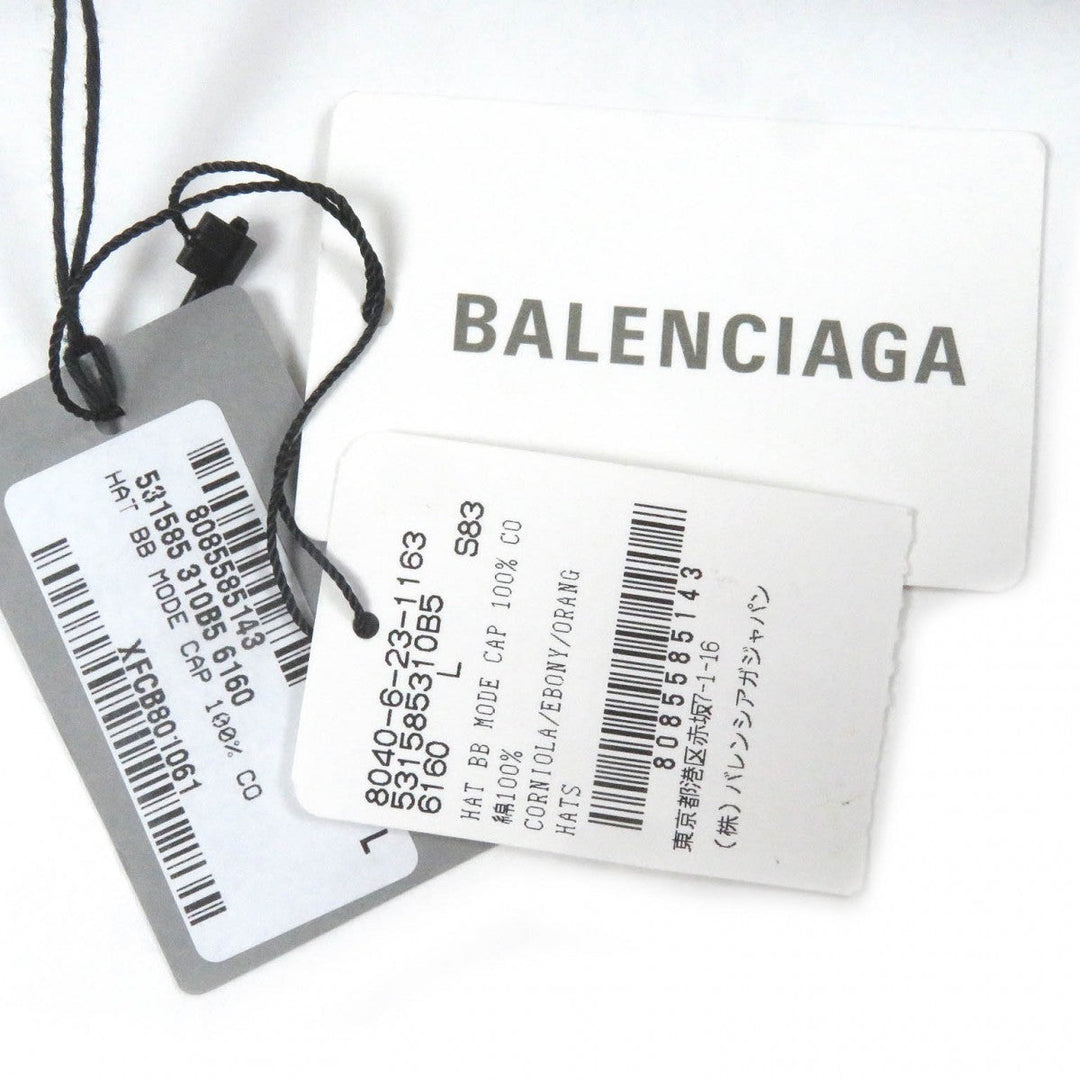 BALENCIAGA
8085585143
531585 310B5 6160
HAT BB MODE CAP 100% CO
XFCB801061
L
8040-6-23-1163
531585310B5
6160 L S83
HAT BB MODE CAP 100% CO
綿100%
CORNIOLA/EBONY/ORANG
HATS
8085585143
東京都港区赤坂7-1-16
(株)バレンシアガジャパン